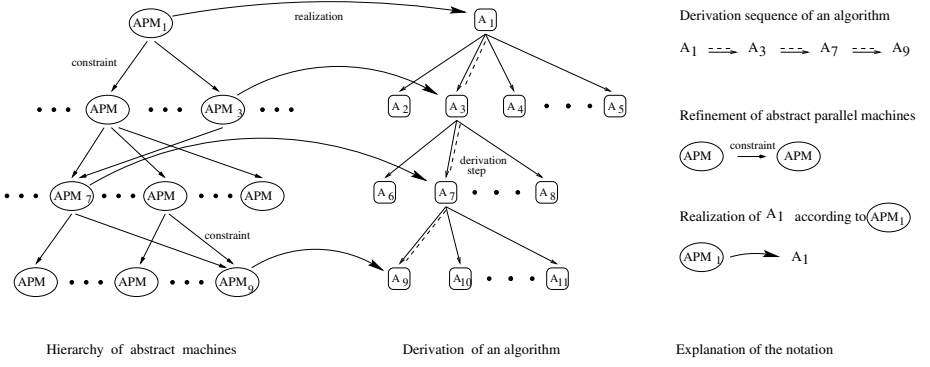 APM1 realization A1 Derivation sequence of an algorithm
A1 A3 A7 A9
constraint
APM APM3 A2 A3 A4 A5
Refinement of abstract parallel machines
constraint
APM APM
derivation
step
APM7 APM APM A6 A7 A8
Realization of A1 according to APM1
constraint
APM1 A1
APM APM APM9 A9 A10 A11
Hierarchy of abstract machines Derivation of an algorithm Explanation of the notation